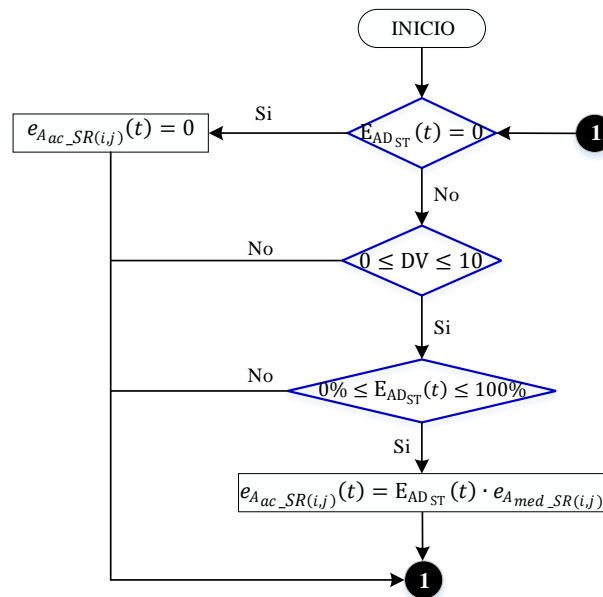 INICIO
Si
e_{A_{ac\_SR(i,j)}}(t) = 0
E_{AD_{ST}}(t) = 0
1
No
No
0 ≤ DV ≤ 10
Si
No
0% ≤ E_{AD_{ST}}(t) ≤ 100%
Si
e_{A_{ac\_SR(i,j)}}(t) = E_{AD_{ST}}(t) · e_{A_{med\_SR(i,j)}}
1